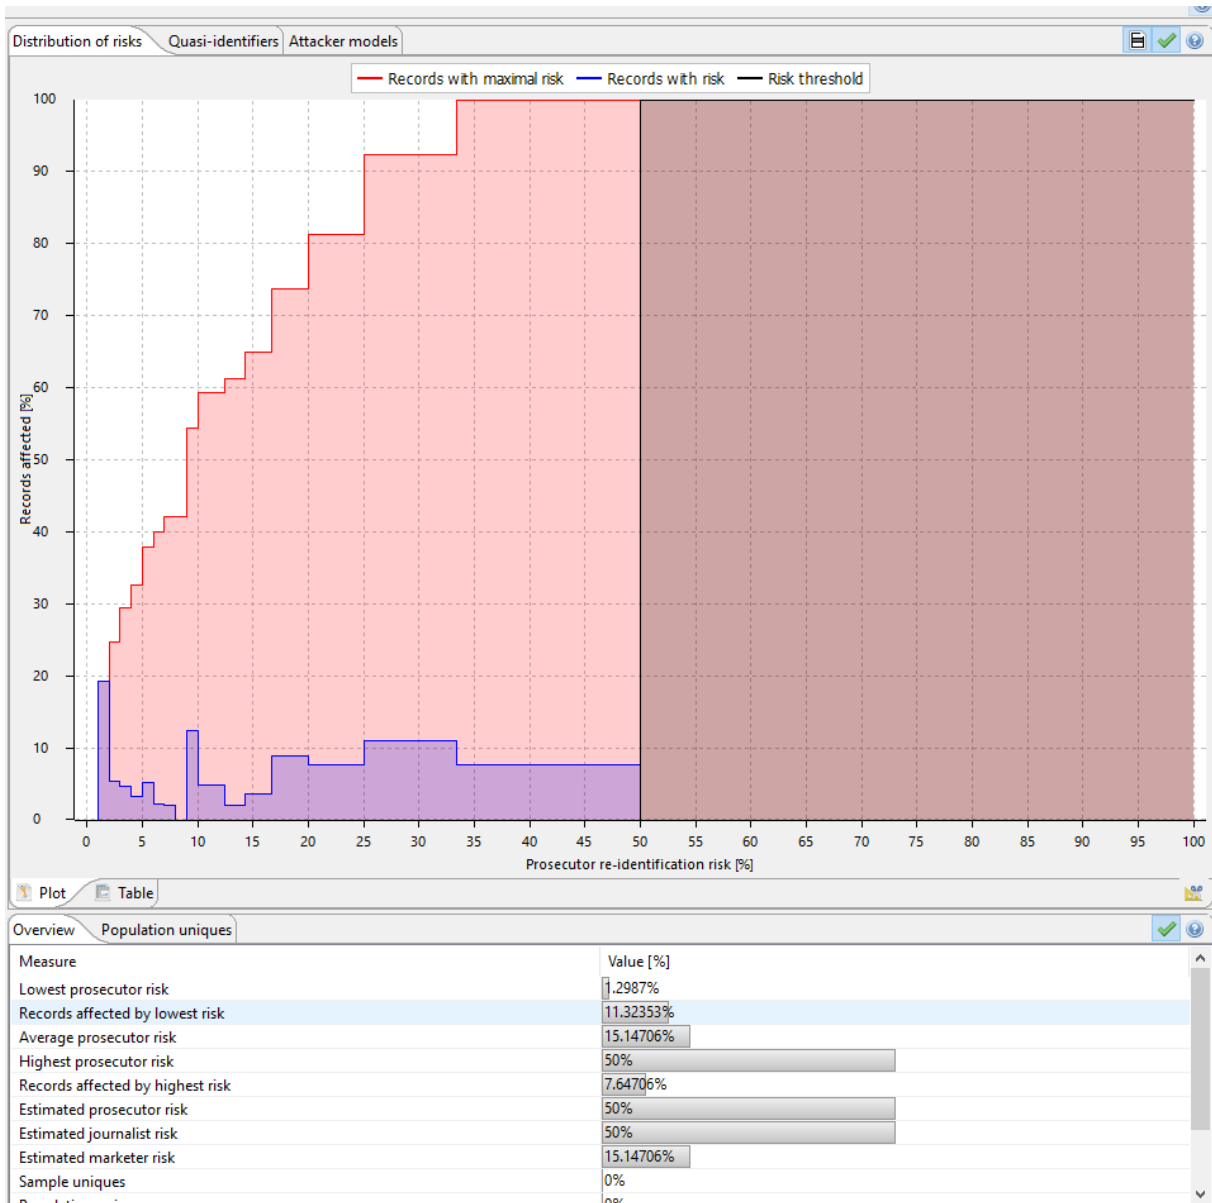 Distribution of risks Quasi-identifiers Attacker models
Records with maximal risk Records with risk Risk threshold
100
90
80
70
60
50
40
30
20
10
0
Records affected [%]
0 5 10 15 20 25 30 35 40 45 50 55 60 65 70 75 80 85 90 95 100
Prosecutor re-identification risk [%]
Plot Table
Overview Population uniques
Measure Value [%]
Lowest prosecutor risk 1.2987%
Records affected by lowest risk 11.32353%
Average prosecutor risk 15.14706%
Highest prosecutor risk 50%
Records affected by highest risk 7.64706%
Estimated prosecutor risk 50%
Estimated journalist risk 50%
Estimated marketer risk 15.14706%
Sample uniques 0%
0%